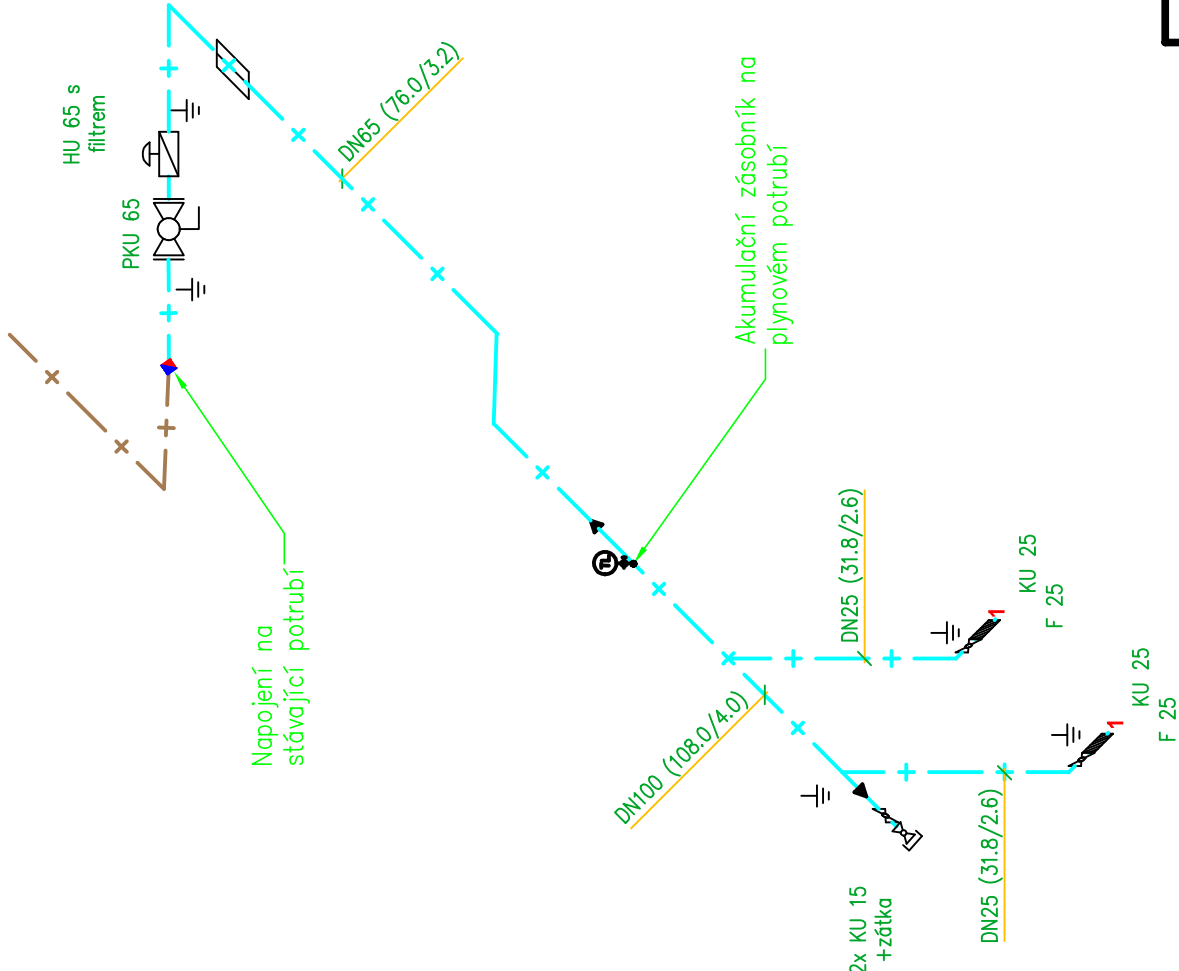 HU 65 s
filtrem
PKU 65
DN65 (76.0/3.2)
Akumulační zásobník na
plynovém potrubí
Napojení na
stávající potrubí
TL
DN25 (31.8/2.6)
KU 25
F 25
1
DN100 (108.0/4.0)
KU 25
F 25
1
DN25 (31.8/2.6)
2x KU 15
+zátka